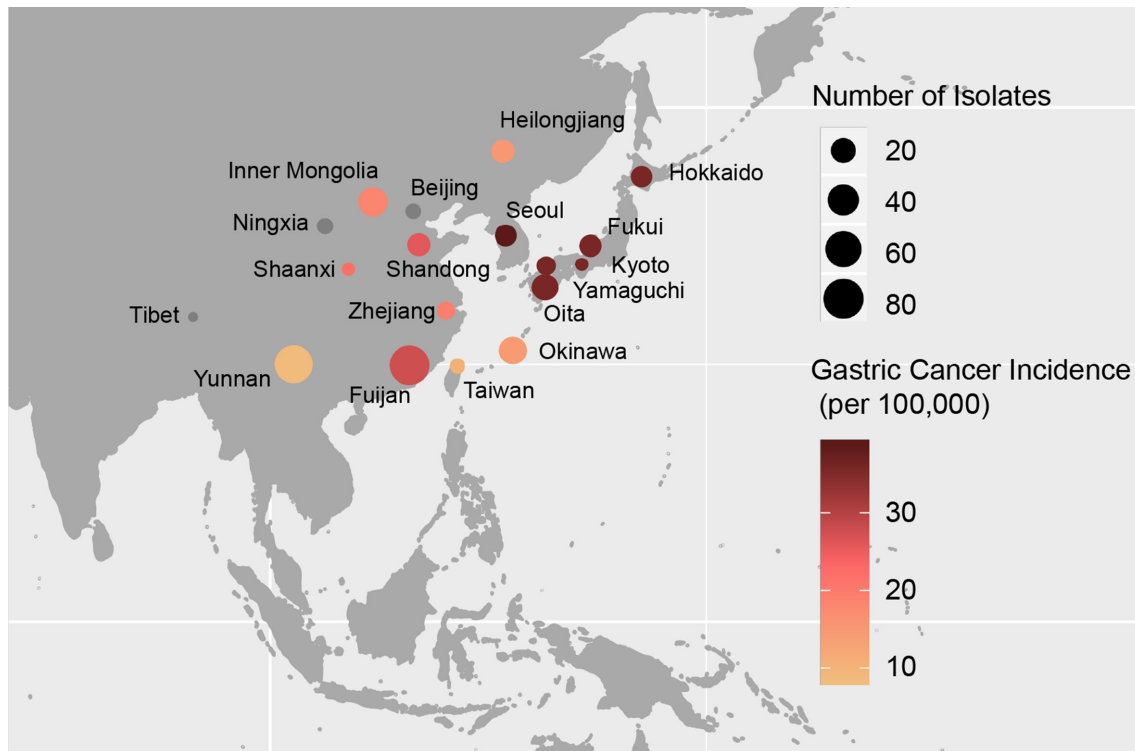 Number of Isolates
20
40
60
80
Heilongjiang
Inner Mongolia
Beijing
Hokkaido
Ningxia
Seoul
Fukui
Shaanxi
Shandong
Kyoto
Yamaguchi
Tibet
Zhejiang
Oita
Okinawa
Yunnan
Fuijan
Taiwan
Gastric Cancer Incidence
(per 100,000)
30
20
10